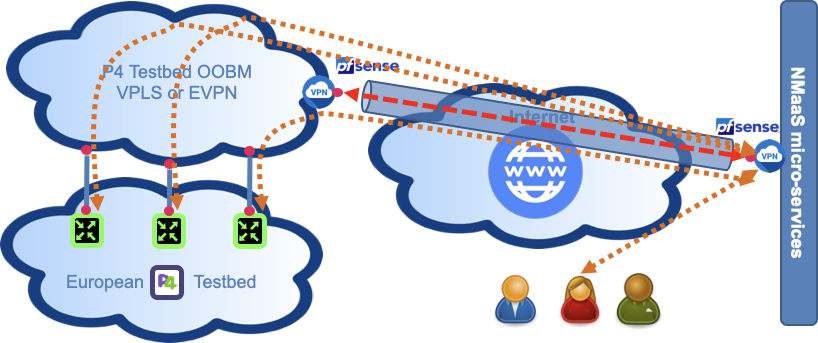 P4 Testbed OOBM
VPLS or EVPN
pfsense
VPN
Internet
www
pfsense
VPN
NMaaS micro-services
European P4 Testbed